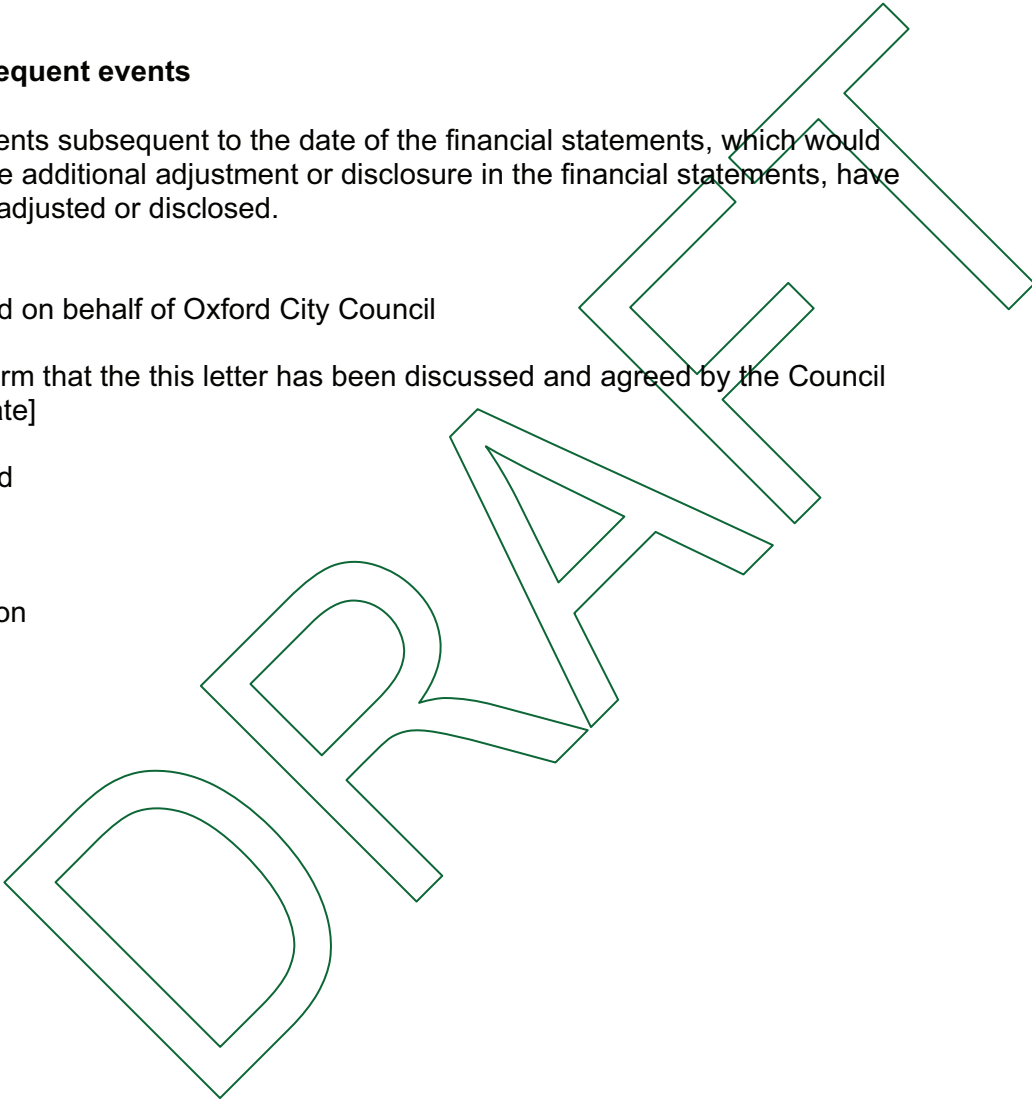 equent events
ents subsequent to the date of the financial statements, which would
e additional adjustment or disclosure in the financial statements, have
adjusted or disclosed.
d on behalf of Oxford City Council
rm that the this letter has been discussed and agreed by the Council
ate]
d
on
DRAFT